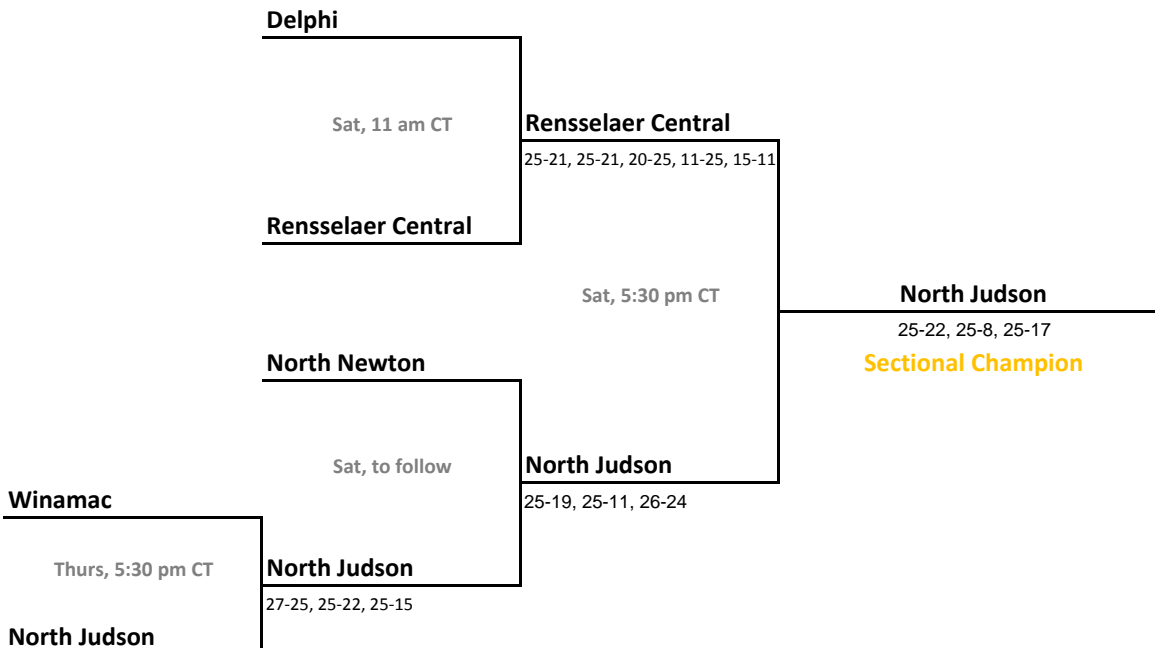 Delphi
Sat, 11 am CT
Rensselaer Central
25-21, 25-21, 20-25, 11-25, 15-11
Rensselaer Central
Sat, 5:30 pm CT
North Judson
25-22, 25-8, 25-17
Sectional Champion
North Newton
Sat, to follow
North Judson
25-19, 25-11, 26-24
Winamac
Thurs, 5:30 pm CT
North Judson
27-25, 25-22, 25-15
North Judson